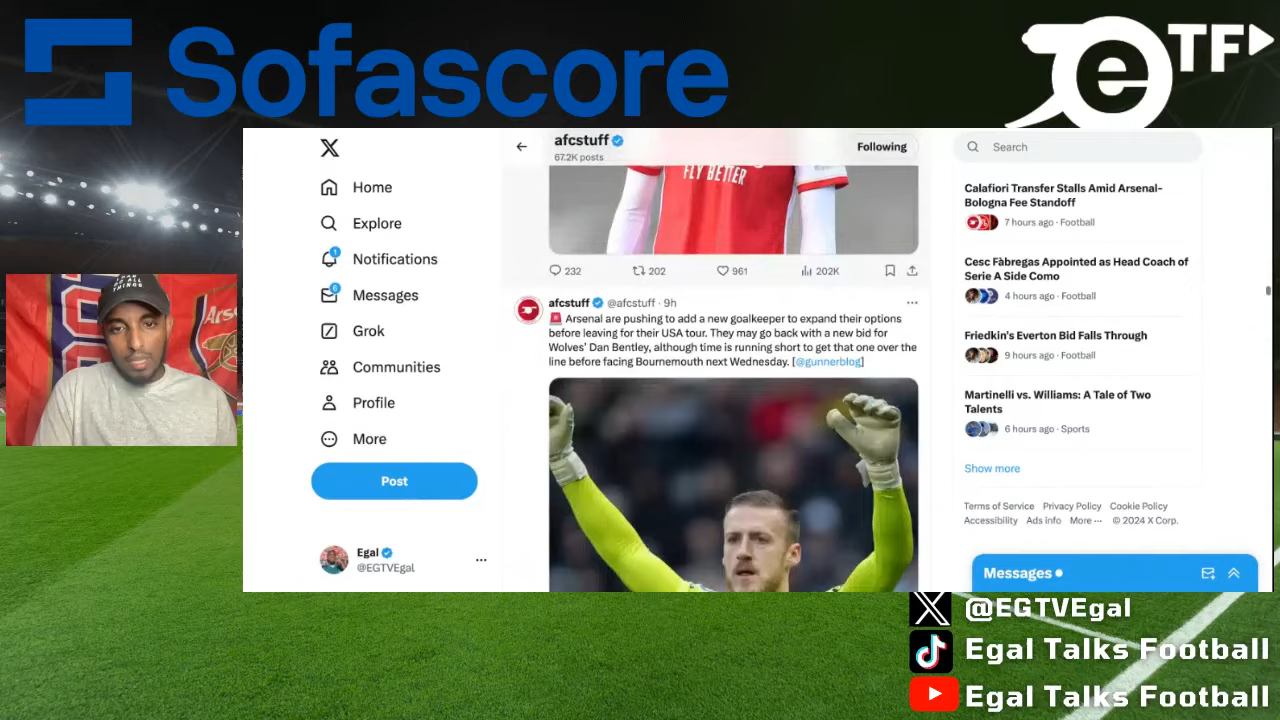 Sofascore
e TF
X
Home
Explore
1
Notifications
6
Messages
Grok
Communities
Profile
More
Post
Egal
@EGTVEgal
afcstuff
67.2K posts
Following
FLY BETTER
232
202
961
202K
afcstuff @afcstuff · 9h
🚨 Arsenal are pushing to add a new goalkeeper to expand their options
before leaving for their USA tour. They may go back with a new bid for
Wolves' Dan Bentley, although time is running short to get that one over the
line before facing Bournemouth next Wednesday. [@gunnerblog]
Search
Calafiori Transfer Stalls Amid Arsenal-
Bologna Fee Standoff
7 hours ago · Football
Cesc Fàbregas Appointed as Head Coach of
Serie A Side Como
4 hours ago · Football
Friedkin's Everton Bid Falls Through
9 hours ago · Football
Martinelli vs. Williams: A Tale of Two
Talents
6 hours ago · Sports
Show more
Terms of Service Privacy Policy Cookie Policy
Accessibility Ads info More ··· © 2024 X Corp.
Messages
@EGTVEgal
Egal Talks Football
Egal Talks Football